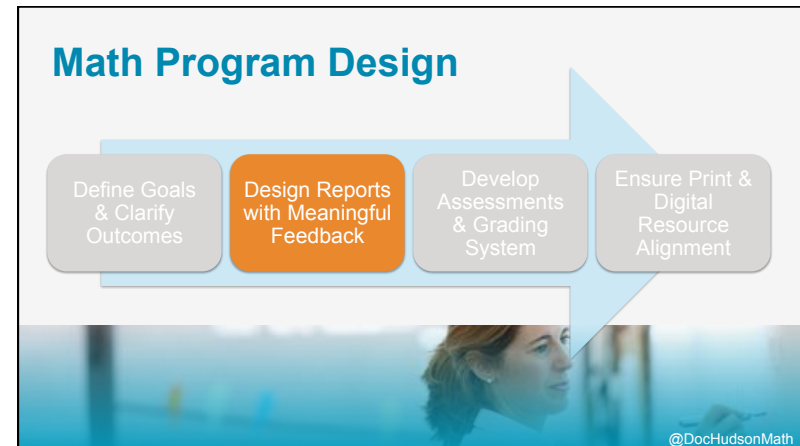 Math Program Design
Define Goals
& Clarify
Outcomes
Design Reports
with Meaningful
Feedback
Develop
Assessments
& Grading
System
Ensure Print &
Digital
Resource
Alignment
@DocHudsonMath